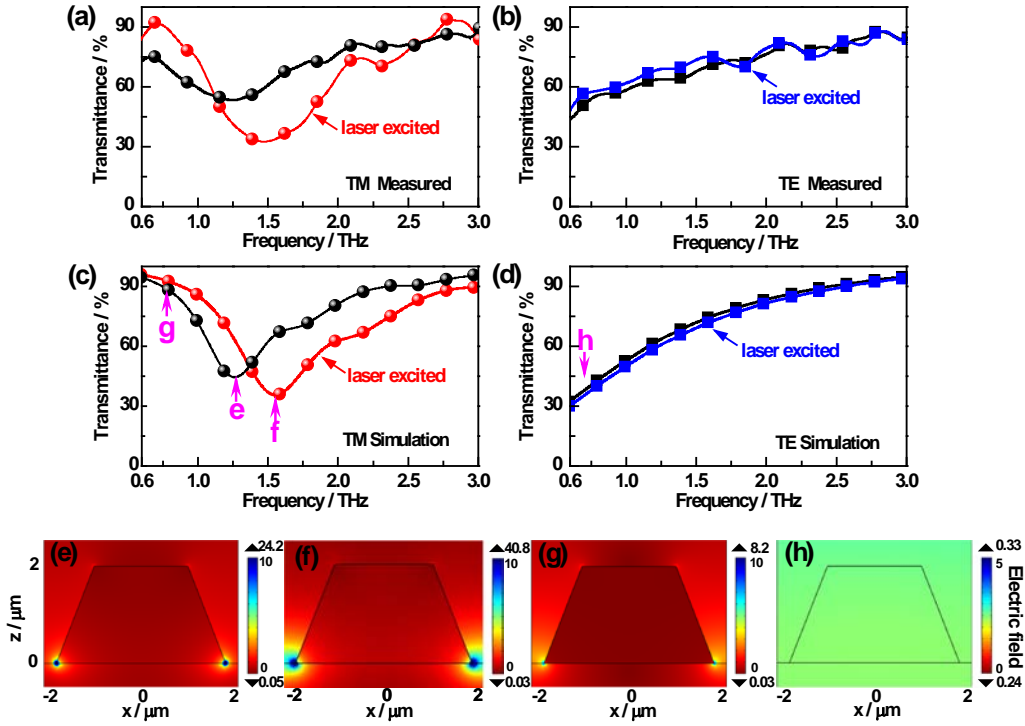 (a)
Transmittance / %
90
60
30
0
laser excited
TM Measured
0.6 1.0 1.5 2.0 2.5 3.0
Frequency / THz
(b)
Transmittance / %
90
60
30
0
laser excited
TE Measured
0.6 1.0 1.5 2.0 2.5 3.0
Frequency / THz
(c)
Transmittance / %
90
60
30
0
g
e
f
laser excited
TM Simulation
0.6 1.0 1.5 2.0 2.5 3.0
Frequency / THz
(d)
Transmittance / %
90
60
30
0
h
laser excited
TE Simulation
0.6 1.0 1.5 2.0 2.5 3.0
Frequency / THz
(e)
z / μm
2
0
-2 0 2
x / μm
24.2
10
0
0.05
(f)
-2 0 2
x / μm
40.8
10
0
0.03
(g)
-2 0 2
x / μm
8.2
10
0
0.03
(h)
-2 0 2
x / μm
0.33
5
0
0.24
Electric field